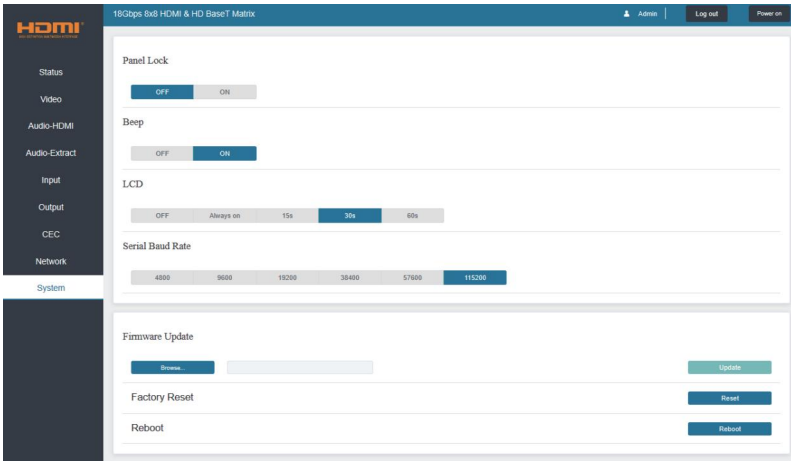 HDMI
18Gbps 8x8 HDMI & HD BaseT Matrix
Admin
Log out
Power on
Status
Video
Audio-HDMI
Audio-Extract
Input
Output
CEC
Network
System
Panel Lock
OFF ON
Beep
OFF ON
LCD
OFF Always on 15s 30s 60s
Serial Baud Rate
4800 9600 19200 38400 57600 115200
Firmware Update
Browse... Update
Factory Reset Reset
Reboot Reboot